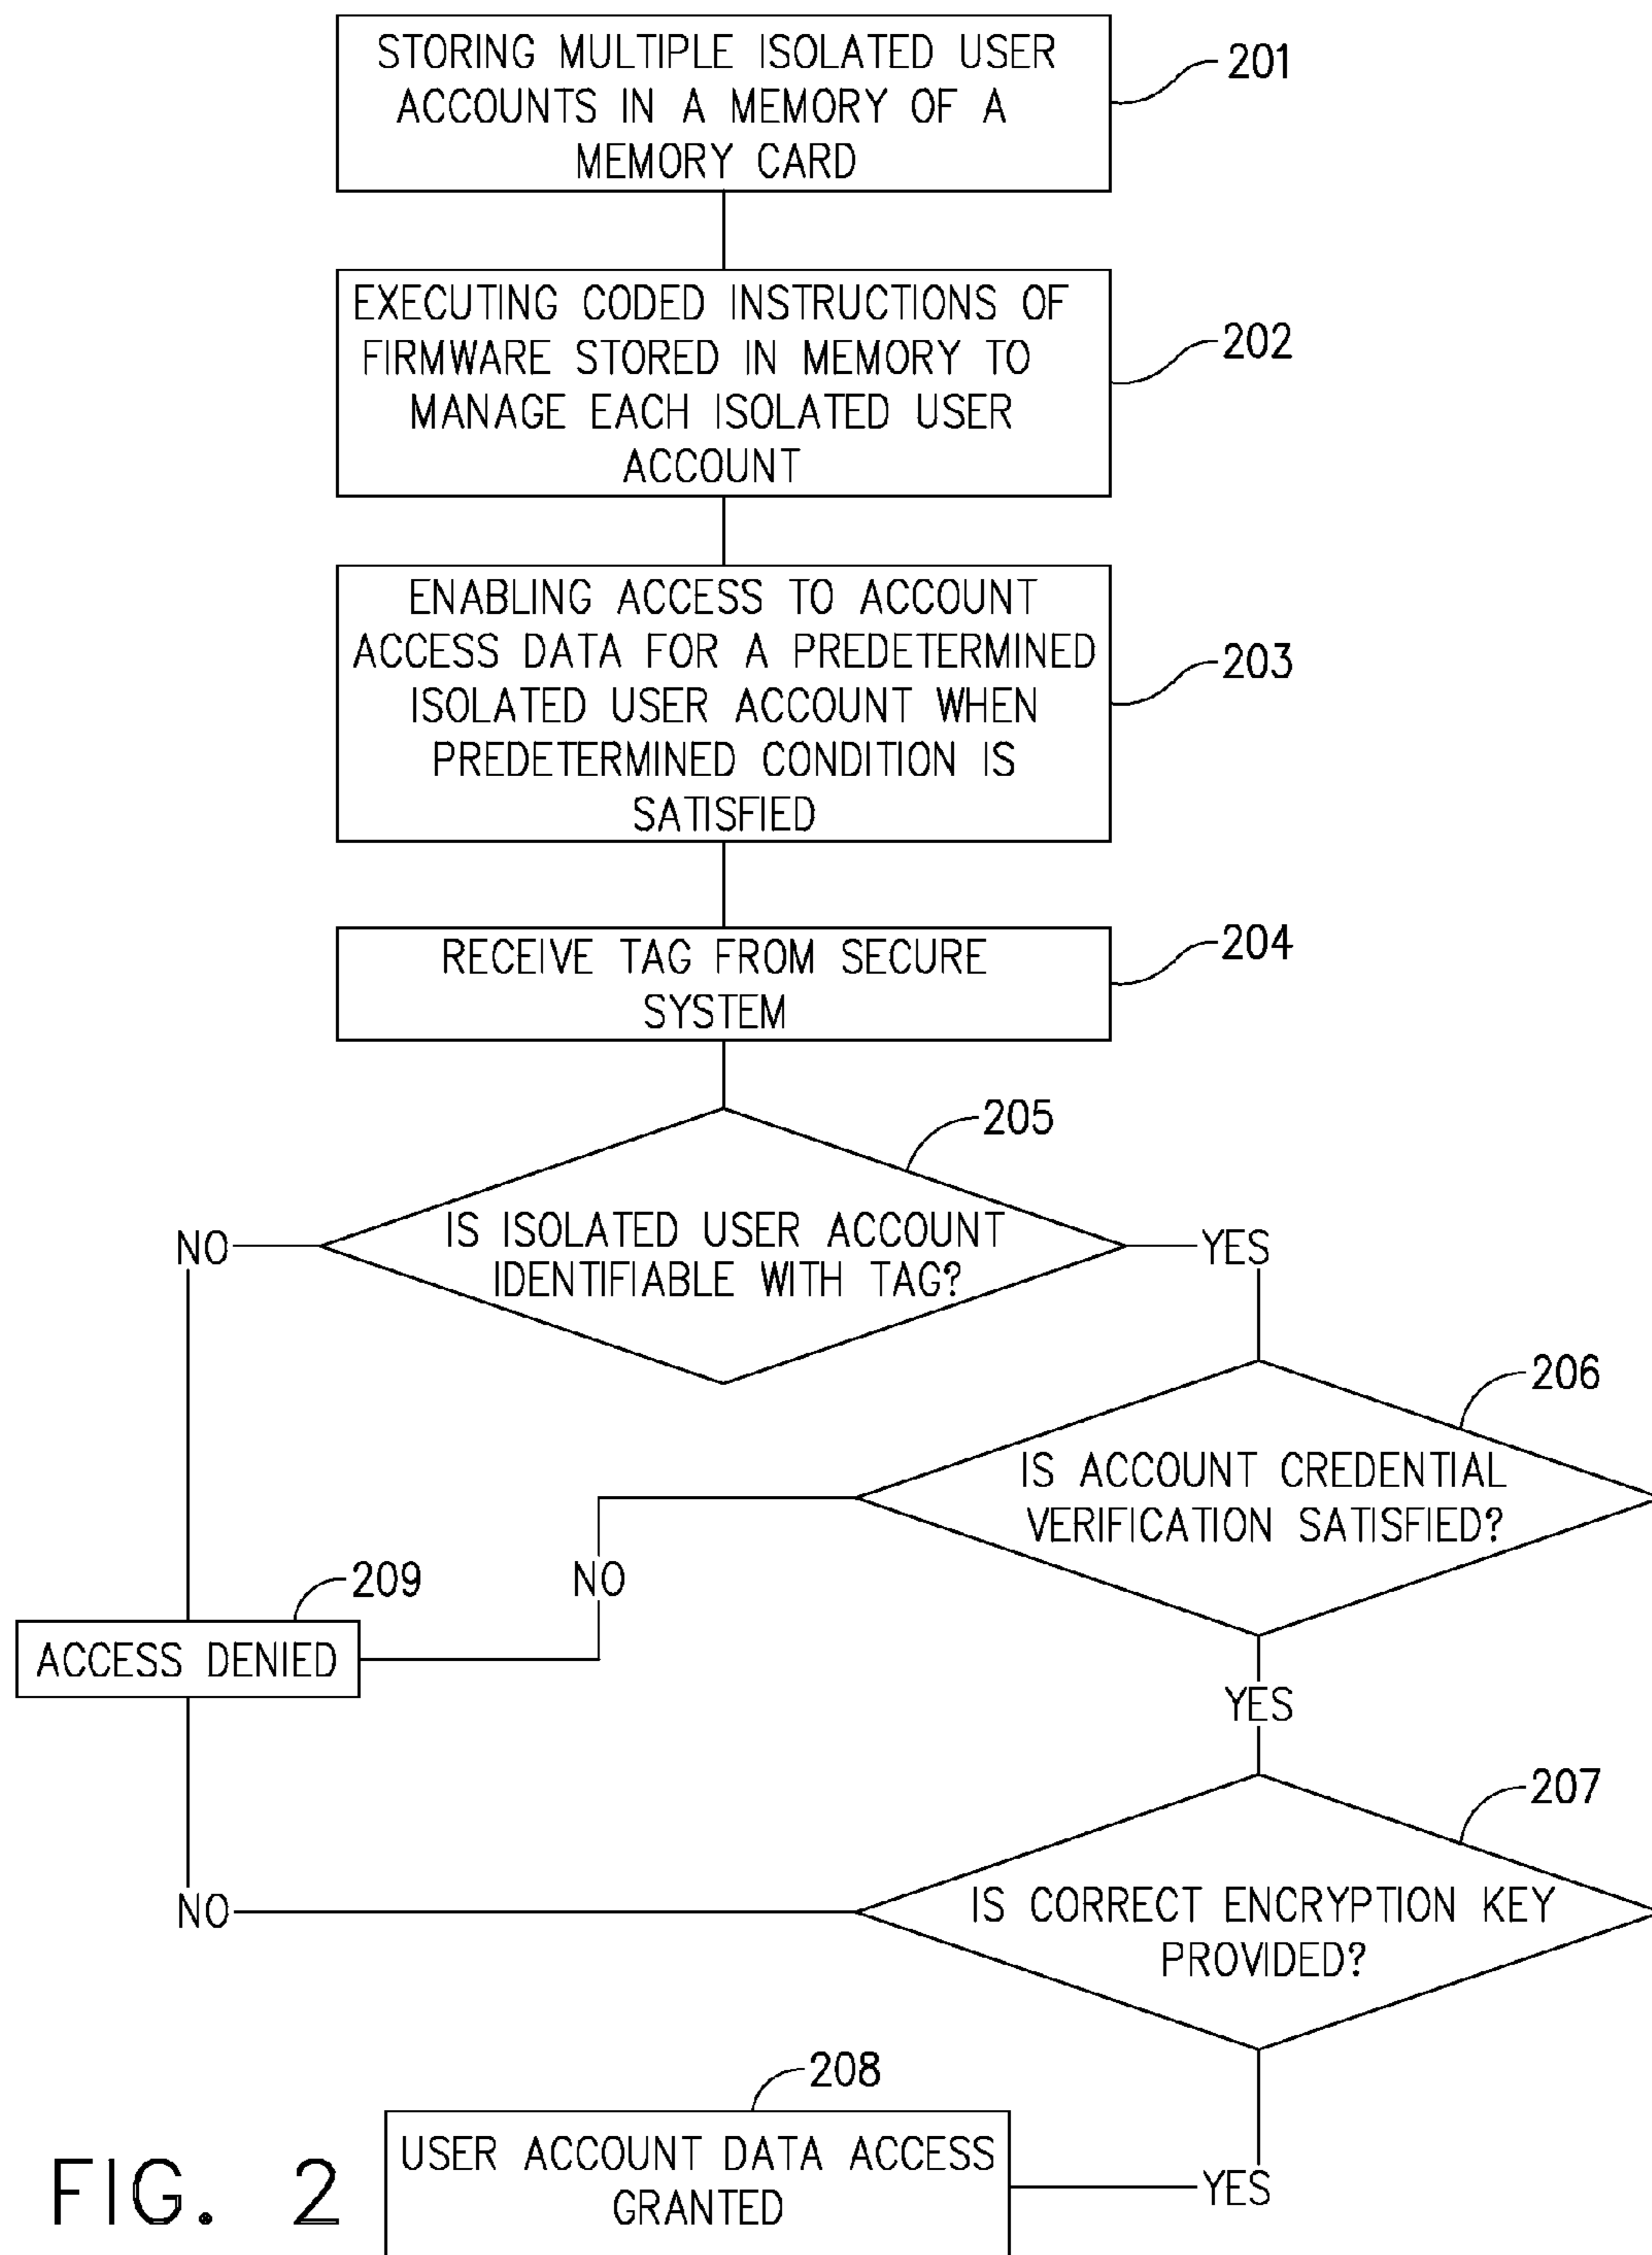 STORING MULTIPLE ISOLATED USER
ACCOUNTS IN A MEMORY OF A
MEMORY CARD
201
EXECUTING CODED INSTRUCTIONS OF
FIRMWARE STORED IN MEMORY TO
MANAGE EACH ISOLATED USER
ACCOUNT
202
ENABLING ACCESS TO ACCOUNT
ACCESS DATA FOR A PREDETERMINED
ISOLATED USER ACCOUNT WHEN
PREDETERMINED CONDITION IS
SATISFIED
203
RECEIVE TAG FROM SECURE
SYSTEM
204
205
IS ISOLATED USER ACCOUNT
IDENTIFIABLE WITH TAG?
NO
YES
206
IS ACCOUNT CREDENTIAL
VERIFICATION SATISFIED?
NO
209
ACCESS DENIED
YES
207
IS CORRECT ENCRYPTION KEY
PROVIDED?
NO
208
USER ACCOUNT DATA ACCESS
GRANTED
YES
FIG. 2